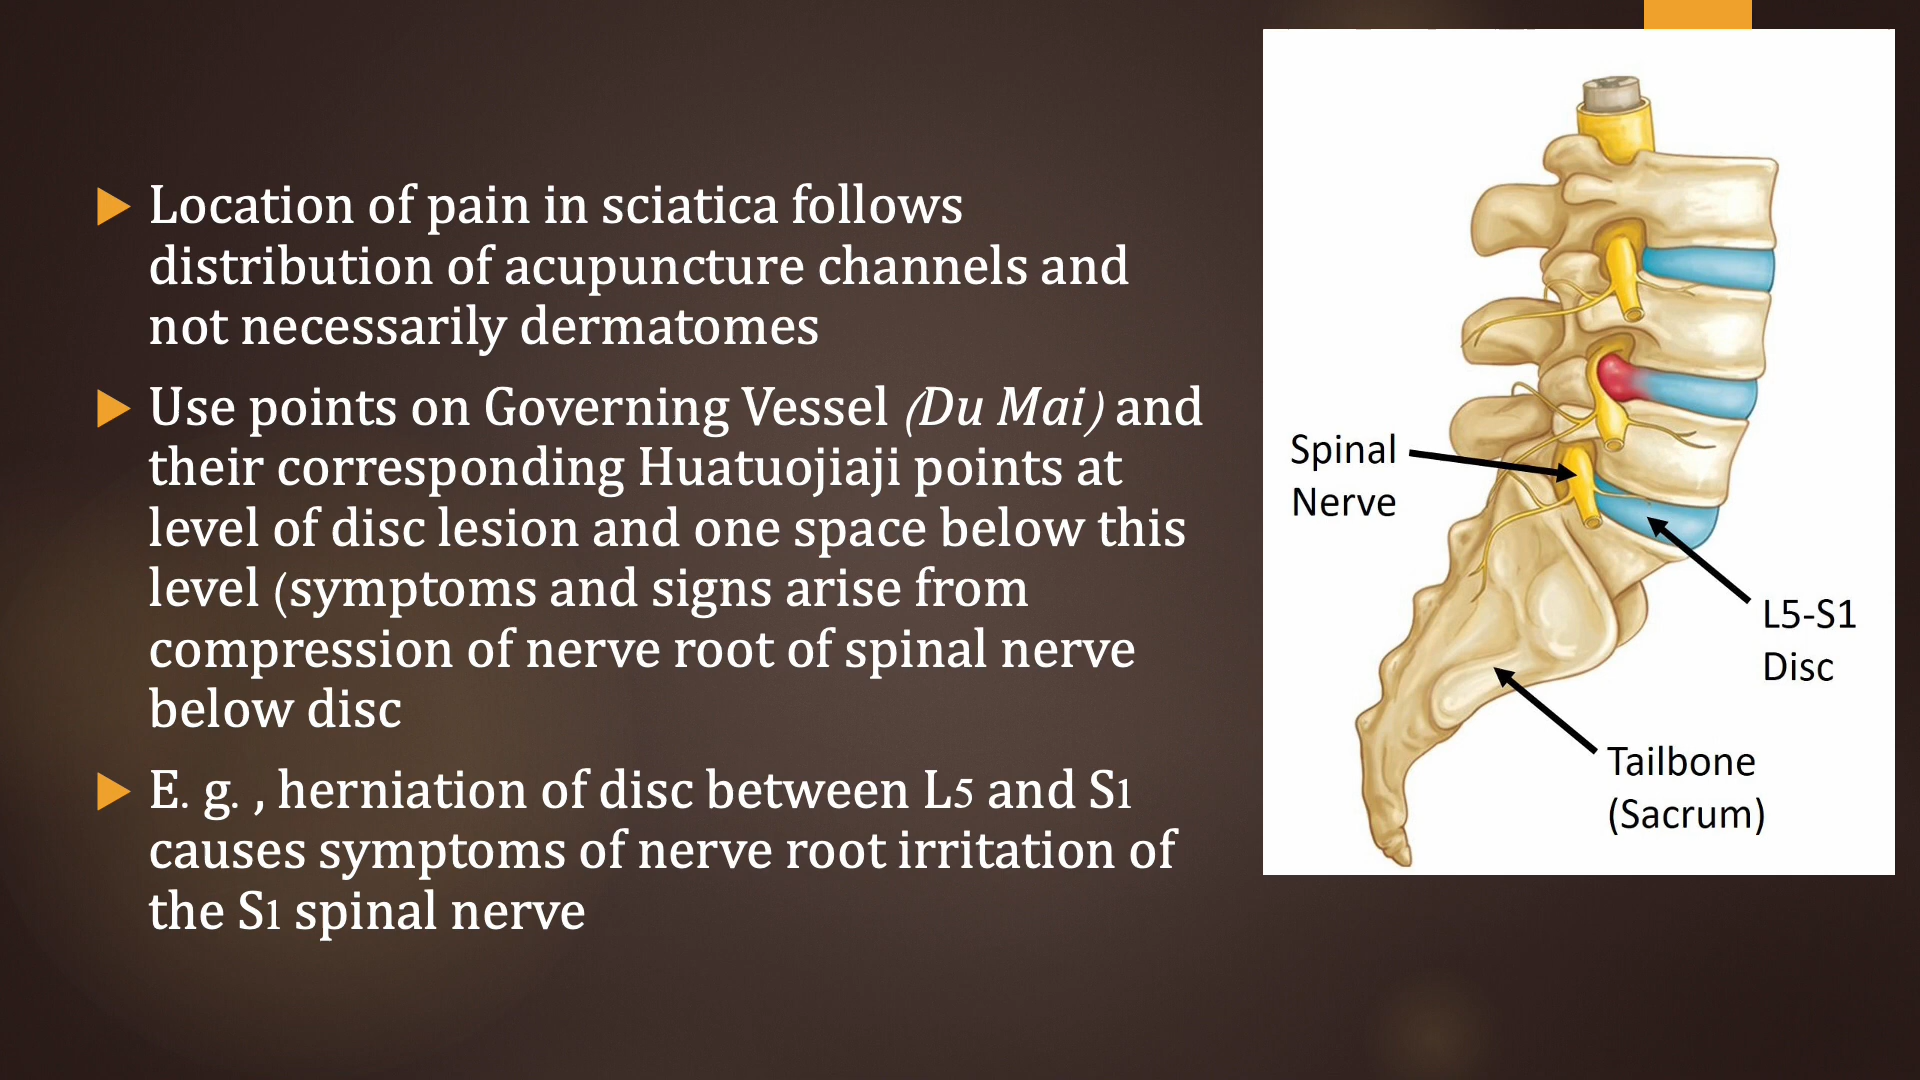 Location of pain in sciatica follows
distribution of acupuncture channels and
not necessarily dermatomes
Use points on Governing Vessel (Du Mai) and
their corresponding Huatuojiaji points at
level of disc lesion and one space below this
level (symptoms and signs arise from
compression of nerve root of spinal nerve
below disc
E. g. , herniation of disc between L5 and S1
causes symptoms of nerve root irritation of
the S1 spinal nerve
Spinal
Nerve
L5-S1
Disc
Tailbone
(Sacrum)